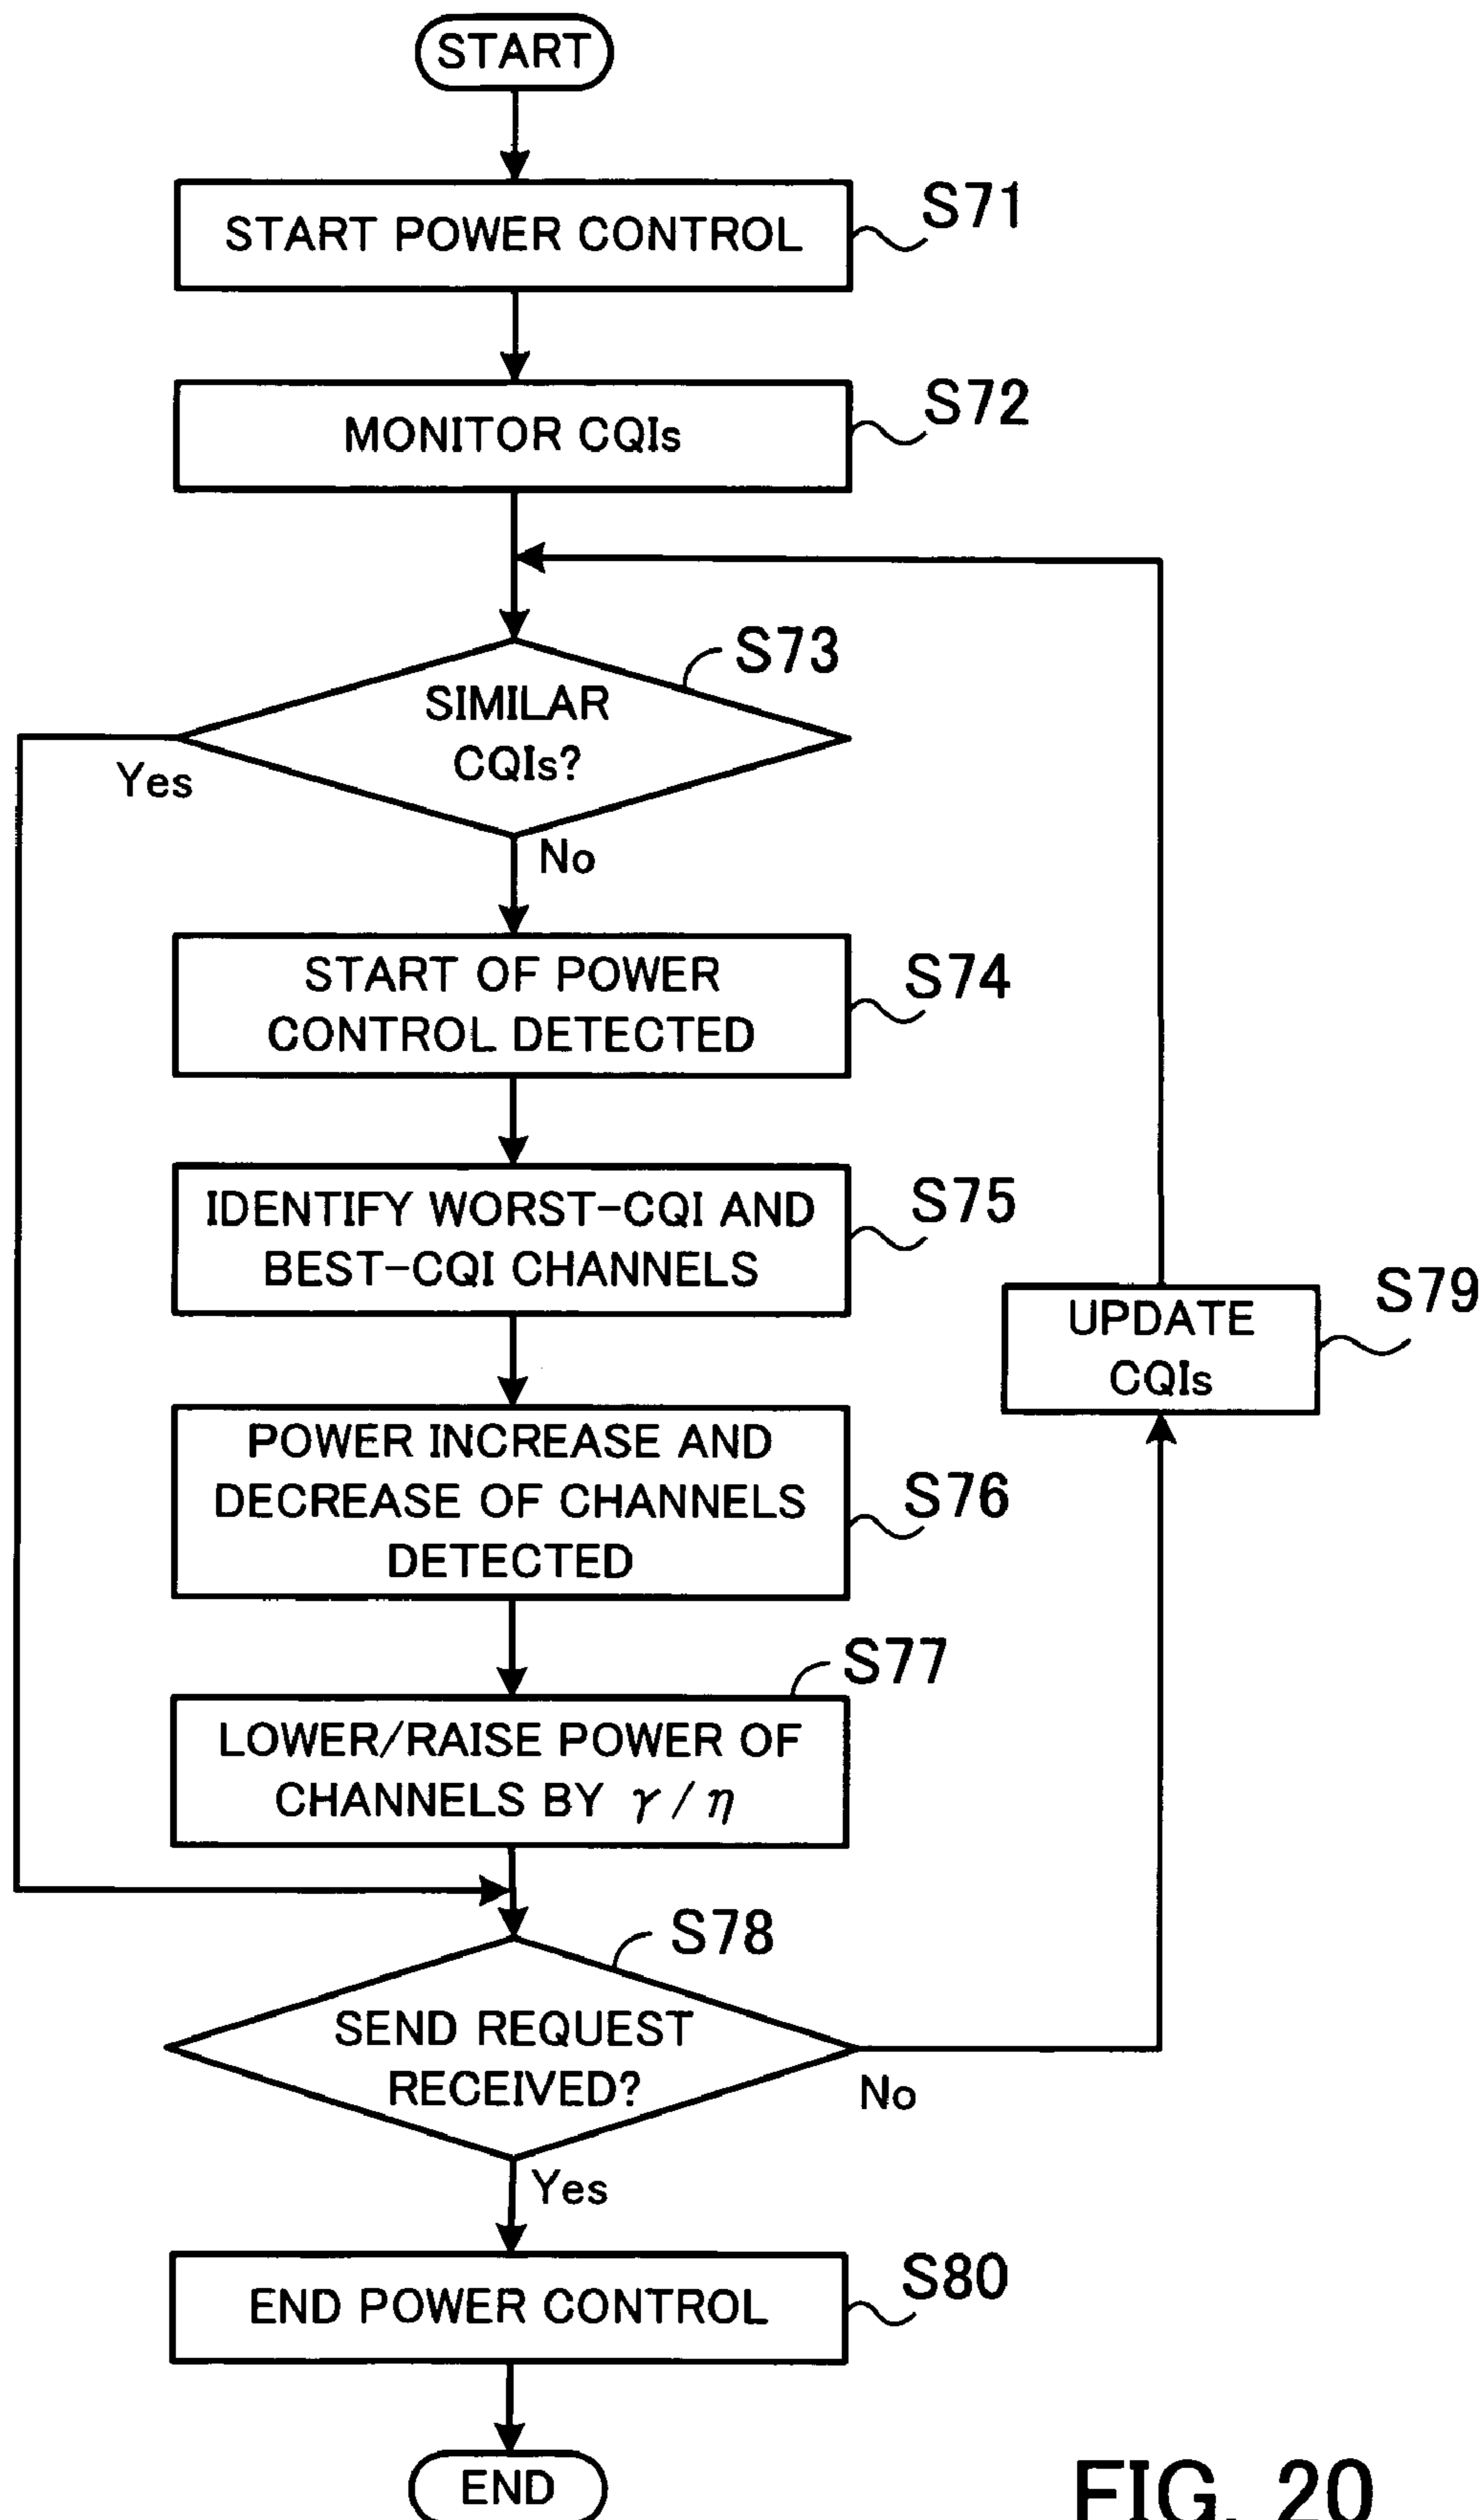 START
START POWER CONTROL
S71
MONITOR CQIs
S72
S73
SIMILAR
CQIs?
Yes
No
START OF POWER
CONTROL DETECTED
S74
IDENTIFY WORST-CQI AND
BEST-CQI CHANNELS
S75
UPDATE
CQIs
S79
POWER INCREASE AND
DECREASE OF CHANNELS
DETECTED
S76
S77
LOWER/RAISE POWER OF
CHANNELS BY γ/η
S78
SEND REQUEST
RECEIVED?
No
Yes
END POWER CONTROL
S80
END
FIG. 20